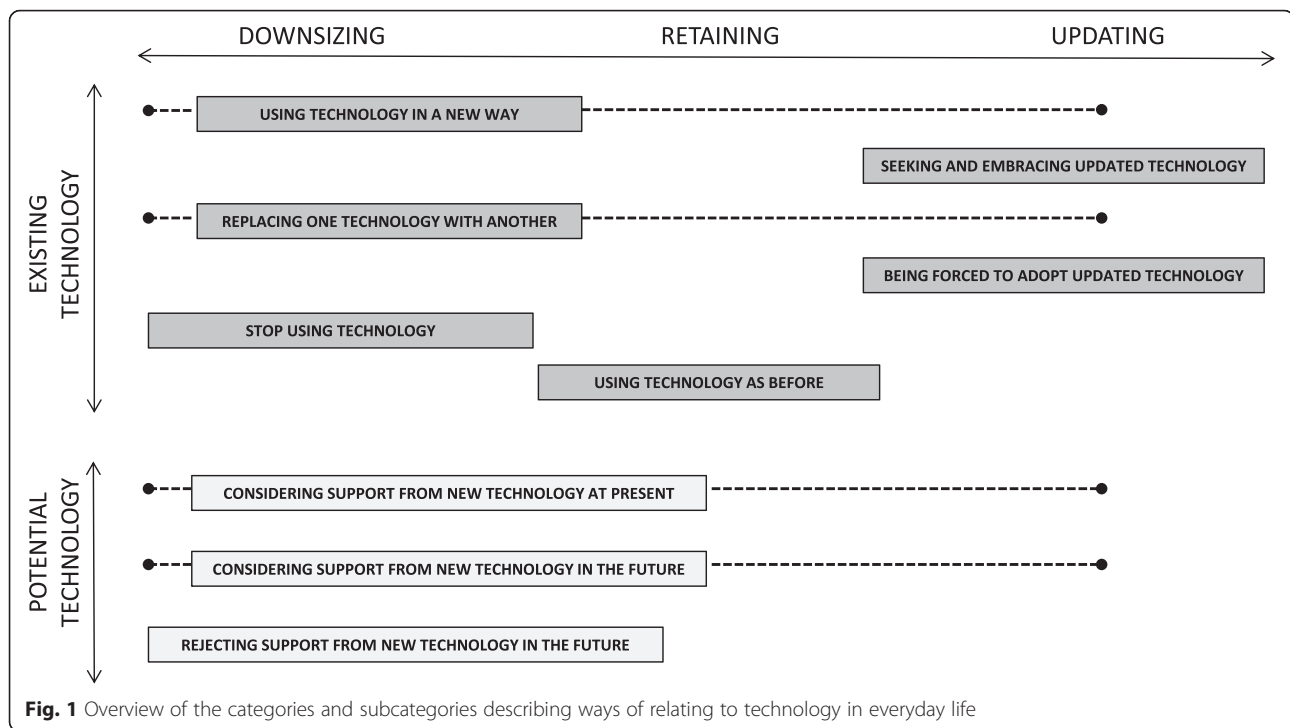 DOWNSIZING RETAINING UPDATING
EXISTING
TECHNOLOGY
USING TECHNOLOGY IN A NEW WAY
SEEKING AND EMBRACING UPDATED TECHNOLOGY
REPLACING ONE TECHNOLOGY WITH ANOTHER
BEING FORCED TO ADOPT UPDATED TECHNOLOGY
STOP USING TECHNOLOGY
USING TECHNOLOGY AS BEFORE
POTENTIAL
TECHNOLOGY
CONSIDERING SUPPORT FROM NEW TECHNOLOGY AT PRESENT
CONSIDERING SUPPORT FROM NEW TECHNOLOGY IN THE FUTURE
REJECTING SUPPORT FROM NEW TECHNOLOGY IN THE FUTURE
Fig. 1 Overview of the categories and subcategories describing ways of relating to technology in everyday life